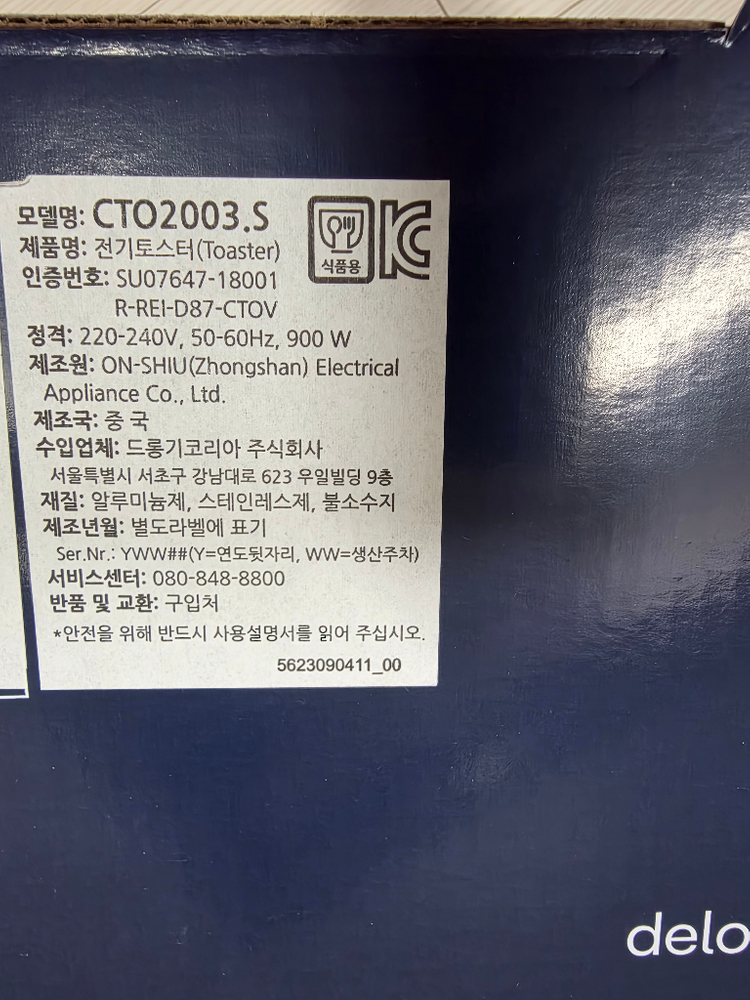 모델명: CTO2003.S
제품명: 전기토스터(Toaster)
식품용
인증번호: SU07647-18001
R-REI-D87-CTOV
정격: 220-240V, 50-60Hz, 900 W
제조원: ON-SHIU(Zhongshan) Electrical
Appliance Co., Ltd.
제조국: 중 국
수입업체: 드롱기코리아 주식회사
서울특별시 서초구 강남대로 623 우일빌딩 9층
재질: 알루미늄제, 스테인레스제, 불소수지
제조년월: 별도라벨에 표기
Ser.Nr.: YWW##(Y=연도뒷자리, WW=생산주차)
서비스센터: 080-848-8800
반품 및 교환: 구입처
*안전을 위해 반드시 사용설명서를 읽어 주십시오.
5623090411_00
delo